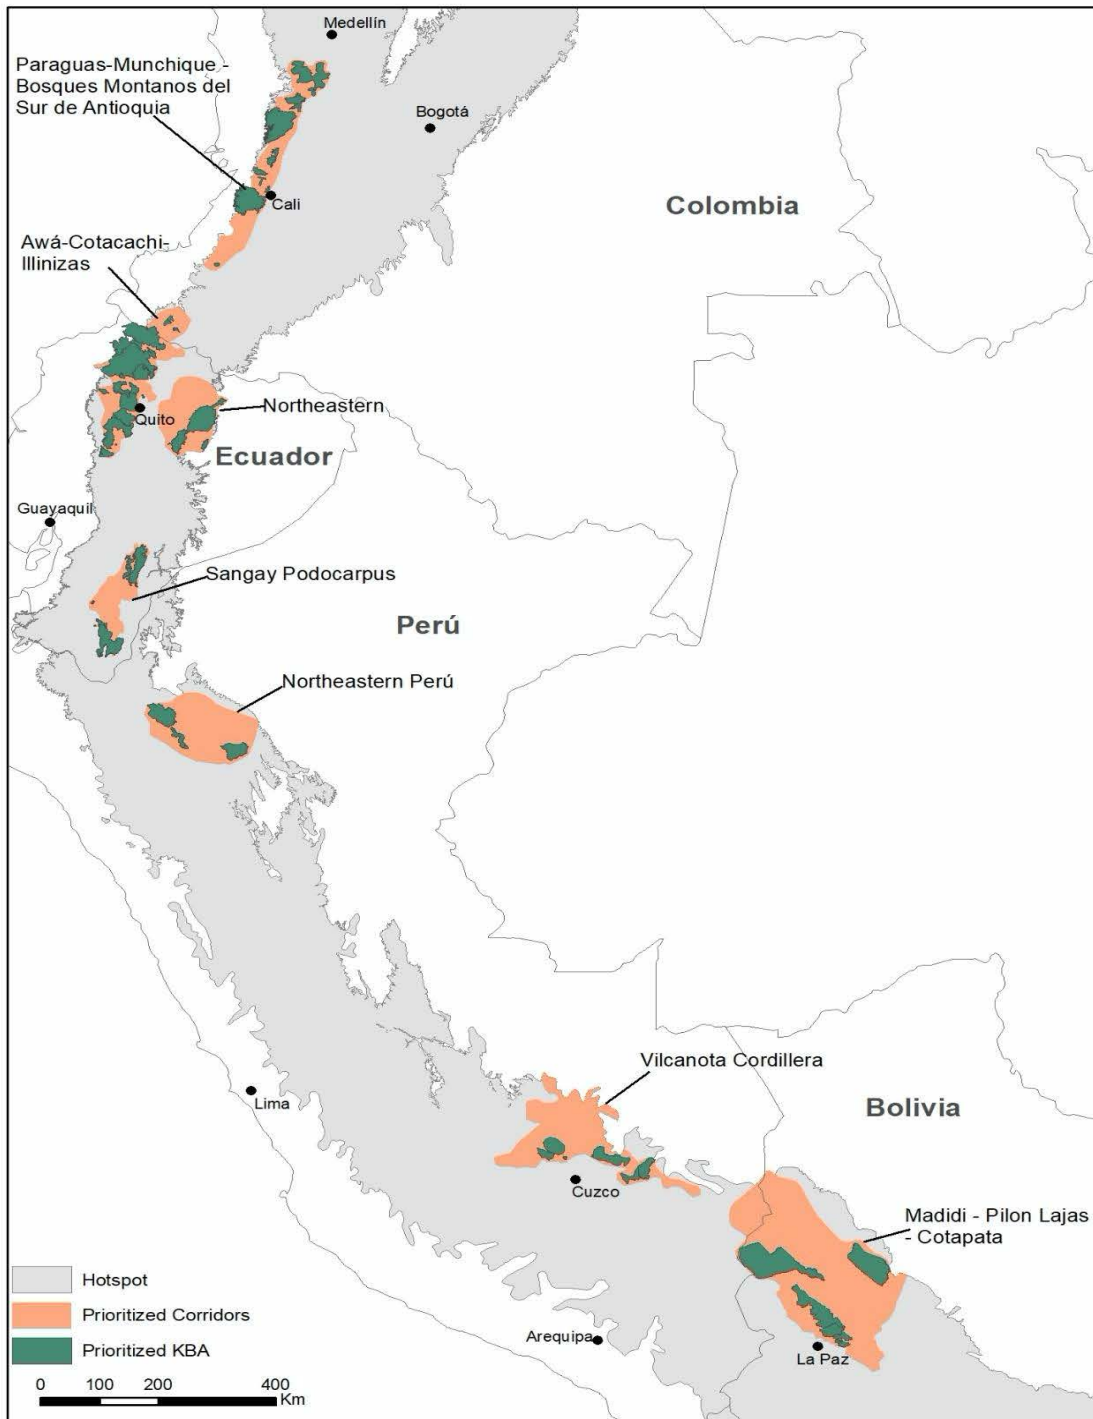 Medellín
Paraguas-Munchique -
Bosques Montanos del
Sur de Antioquia
Bogotá
Colombia
Cali
Awá-Cotacachi-
Illinizas
Northeastern
Quito
Ecuador
Guayaquil
Sangay Podocarpus
Perú
Northeastern Perú
Vilcanota Cordillera
Lima
Bolivia
Cuzco
Madidi - Pilon Lajas
- Cotapata
Hotspot
Prioritized Corridors
Arequipa
Prioritized KBA
La Paz
0 100 200 400
Km